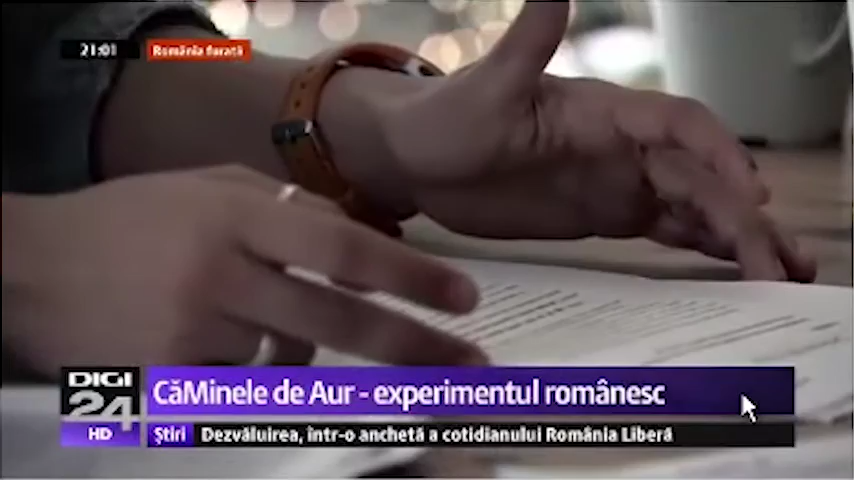 21:01
România furată
DIGI
24
HD
CăMinele de Aur - experimentul românesc
Știri
Dezvăluirea, într-o anchetă a cotidianului România Liberă